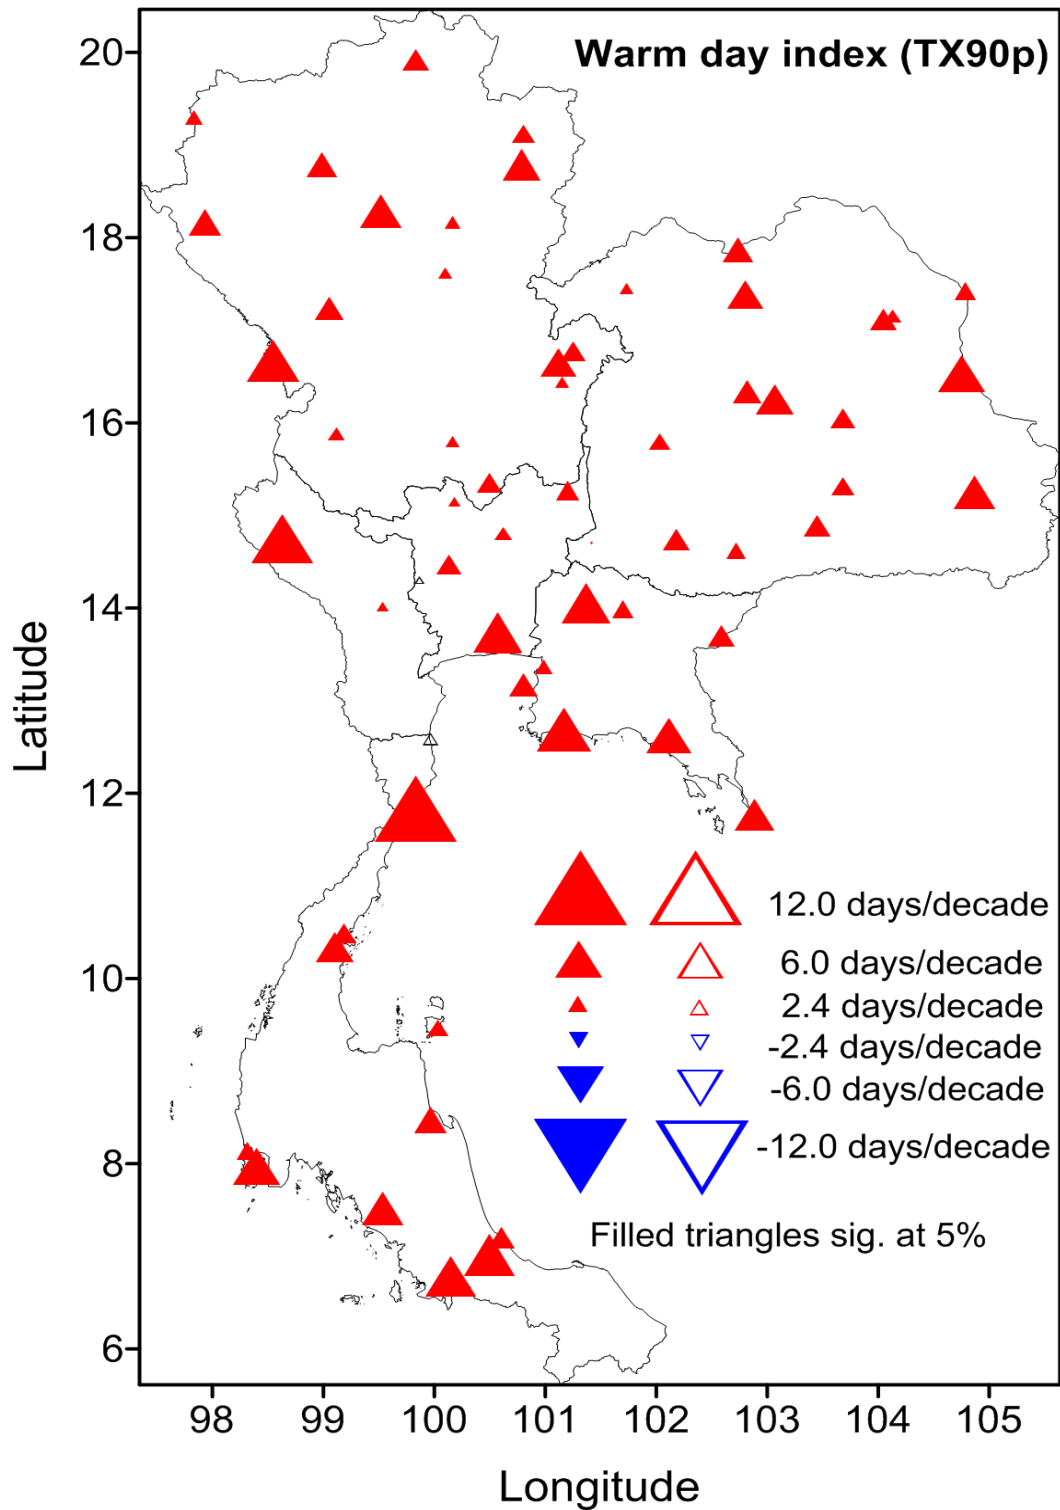 Warm day index (TX90p)
20
18
16
14
12
10
8
6
Latitude
12.0 days/decade
6.0 days/decade
2.4 days/decade
-2.4 days/decade
-6.0 days/decade
-12.0 days/decade
Filled triangles sig. at 5%
98 99 100 101 102 103 104 105
Longitude